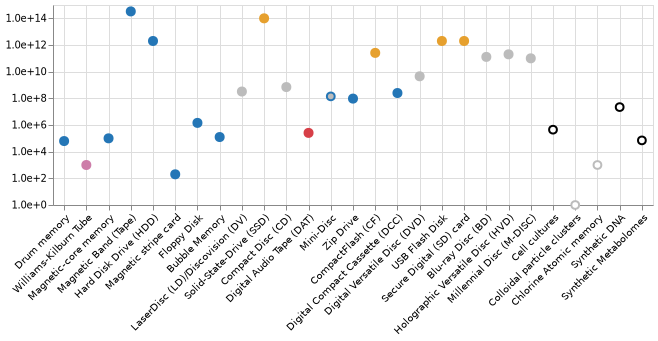 1.0e+14
1.0e+12
1.0e+10
1.0e+8
1.0e+6
1.0e+4
1.0e+2
1.0e+0
Drum memory
Williams-Kilburn Tube
Magnetic-core memory
Magnetic Band (Tape)
Hard Disk Drive (HDD)
Magnetic stripe card
Floppy Disk
Bubble Memory
LaserDisc (LD)/Discovision (DV)
Solid-State-Drive (SSD)
Compact Disc (CD)
Digital Audio Tape (DAT)
Mini-Disc
Zip Drive
CompactFlash (CF)
Digital Compact Cassette (DCC)
Digital Versatile Disc (DVD)
USB Flash Disk
Secure Digital (SD) card
Blu-ray Disc (BD)
Holographic Versatile Disc (HVD)
Millennial Disc (M-DISC)
Cell cultures
Colloidal particle clusters
Chlorine Atomic memory
Synthetic DNA
Synthetic Metabolomes